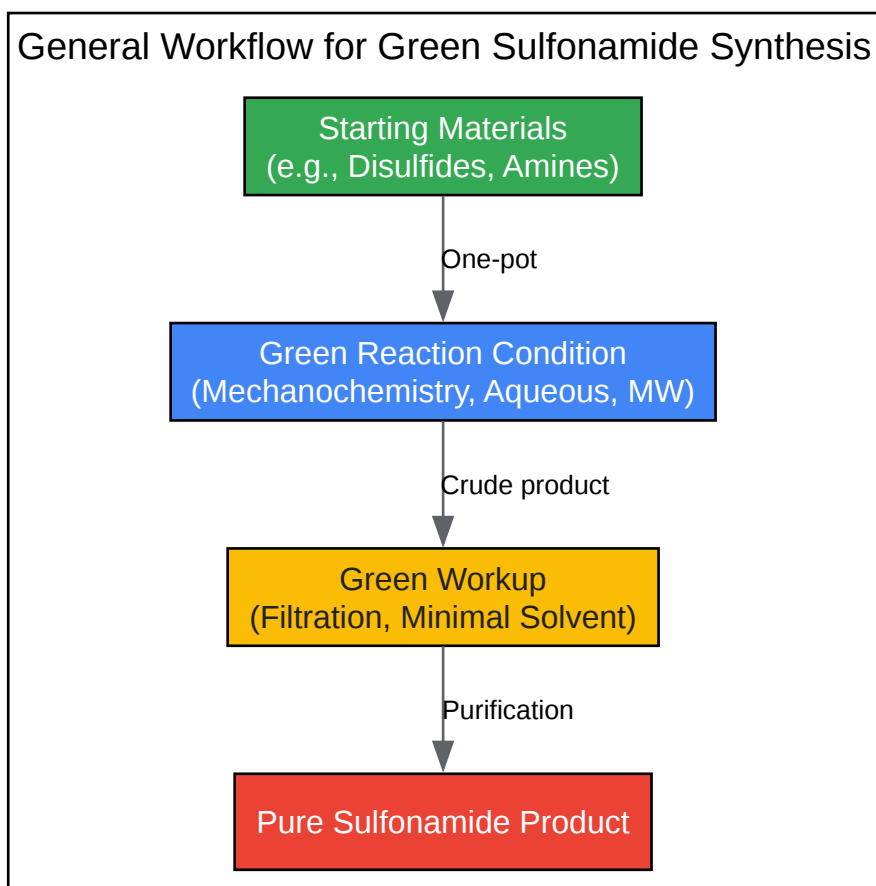 General Workflow for Green Sulfonamide Synthesis
Starting Materials
(e.g., Disulfides, Amines)
One-pot
Green Reaction Condition
(Mechanochemistry, Aqueous, MW)
Crude product
Green Workup
(Filtration, Minimal Solvent)
Purification
Pure Sulfonamide Product